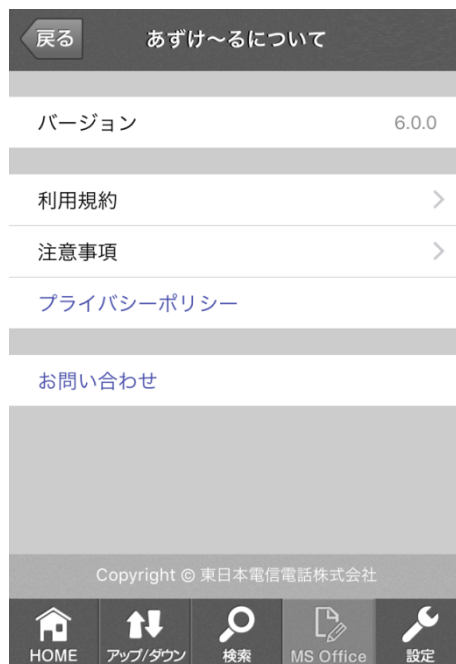 戻る
あずけ～るについて
バージョン
6.0.0
利用規約
注意事項
プライバシーポリシー
お問い合わせ
Copyright © 東日本電信電話株式会社
HOME
アップ/ダウン
検索
MS Office
設定